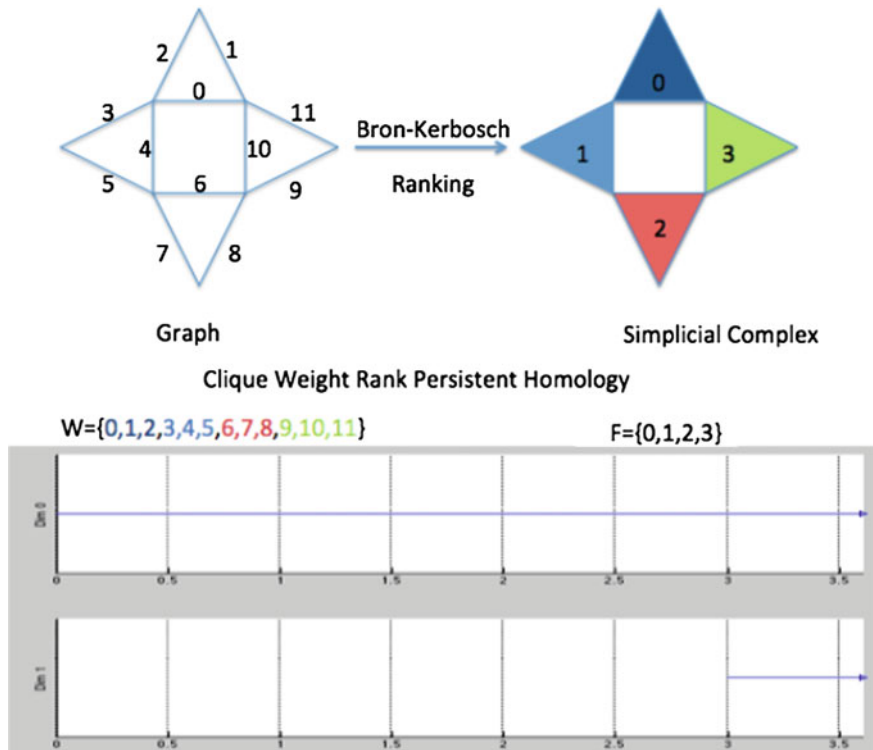 2 1
0
3 11
4 10
5 6 9
7 8
Bron-Kerbosch
Ranking
0
1 3
2
Graph
Simplicial Complex
Clique Weight Rank Persistent Homology
W={0,1,2,3,4,5,6,7,8,9,10,11}
F={0,1,2,3}
Dim 0
0 0.5 1 1.5 2 2.5 3 3.5
Dim 1
0 0.5 1 1.5 2 2.5 3 3.5